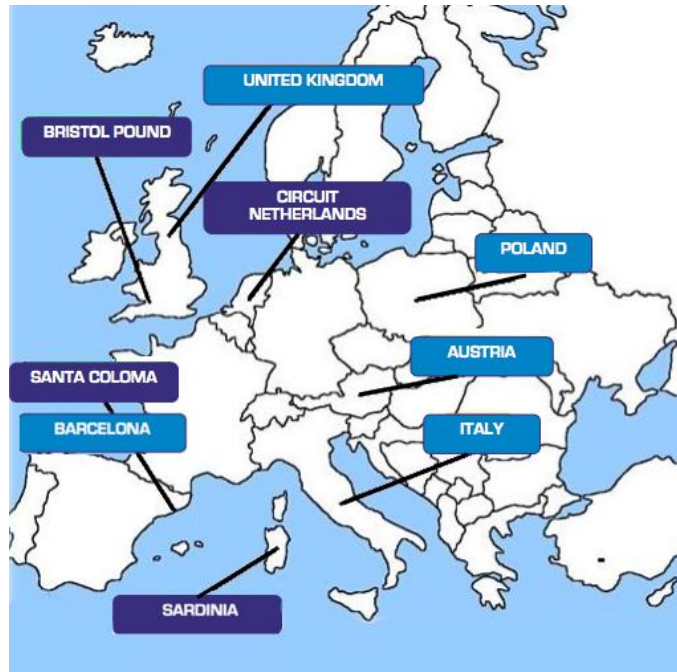 UNITED KINGDOM
BRISTOL POUND
CIRCUIT
NETHERLANDS
POLAND
AUSTRIA
SANTA COLOMA
BARCELONA
ITALY
SARDINIA